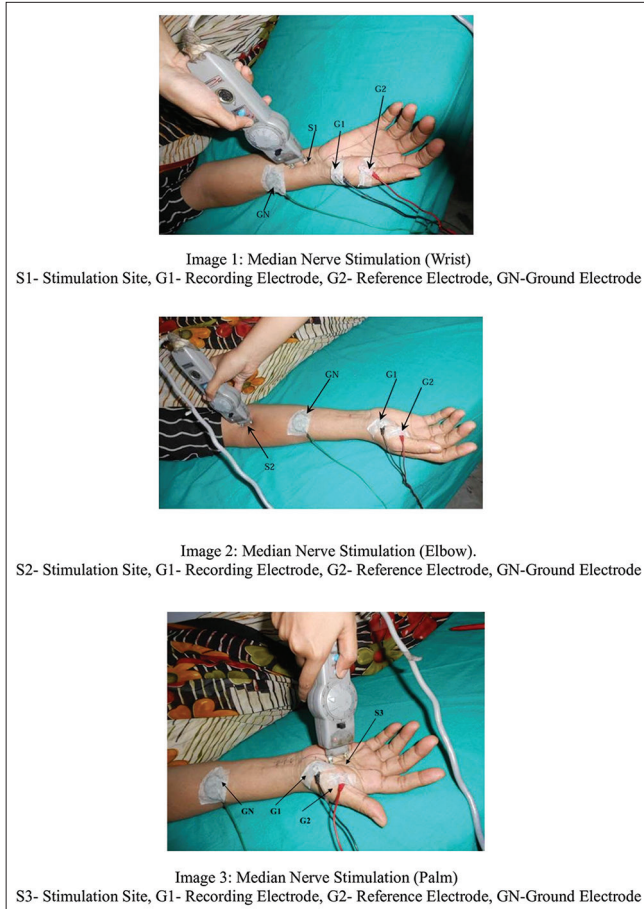 S1
G1
G2
GN
Image 1: Median Nerve Stimulation (Wrist)
S1- Stimulation Site, G1- Recording Electrode, G2- Reference Electrode, GN-Ground Electrode
GN
G1
G2
S2
Image 2: Median Nerve Stimulation (Elbow).
S2- Stimulation Site, G1- Recording Electrode, G2- Reference Electrode, GN-Ground Electrode
S3
GN
G1
G2
Image 3: Median Nerve Stimulation (Palm)
S3- Stimulation Site, G1- Recording Electrode, G2- Reference Electrode, GN-Ground Electrode